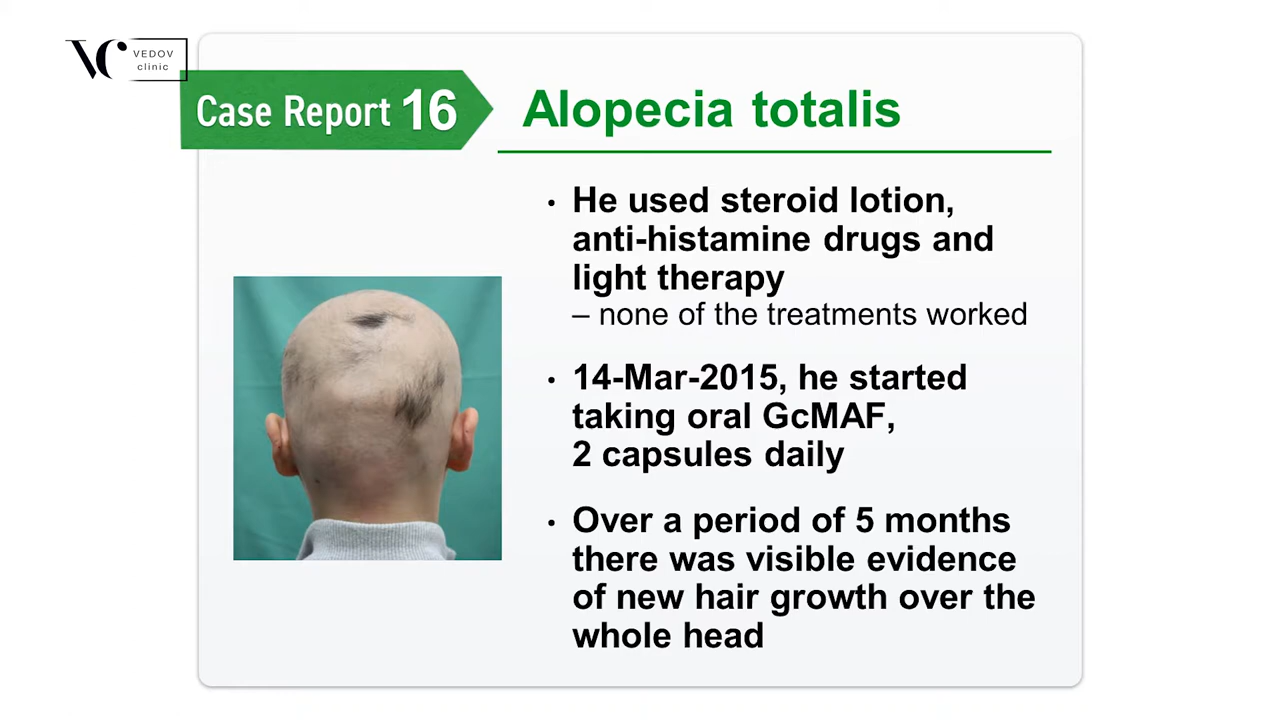 VEDOV
clinic
Case Report 16
Alopecia totalis
• He used steroid lotion,
anti-histamine drugs and
light therapy
– none of the treatments worked
• 14-Mar-2015, he started
taking oral GcMAF,
2 capsules daily
• Over a period of 5 months
there was visible evidence
of new hair growth over the
whole head